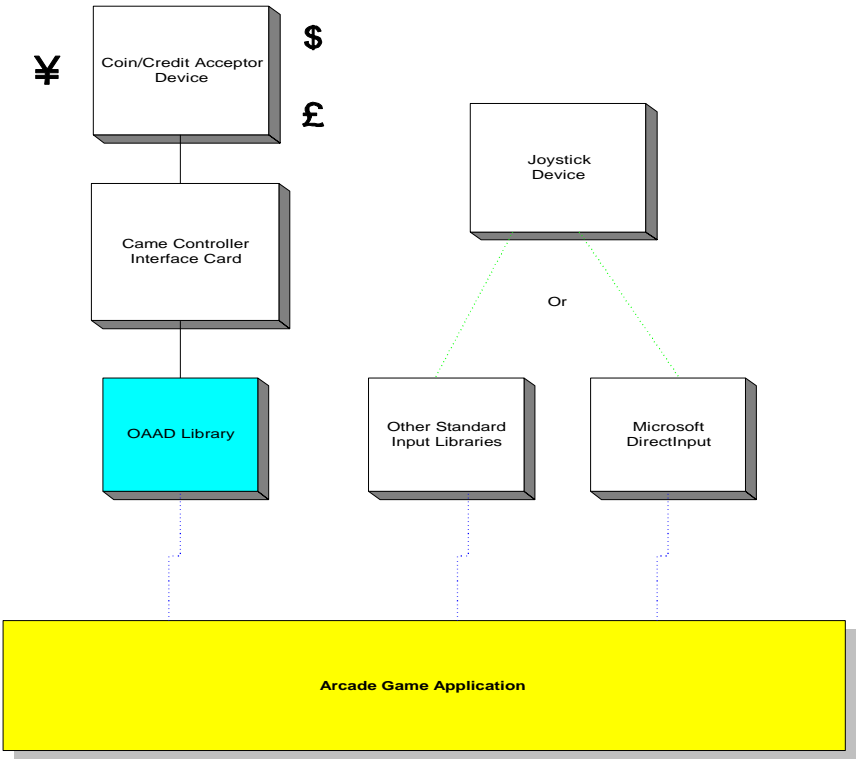 $
¥
Coin/Credit Acceptor
Device
£
Joystick
Device
Came Controller
Interface Card
Or
OAAD Library
Other Standard
Input Libraries
Microsoft
DirectInput
Arcade Game Application